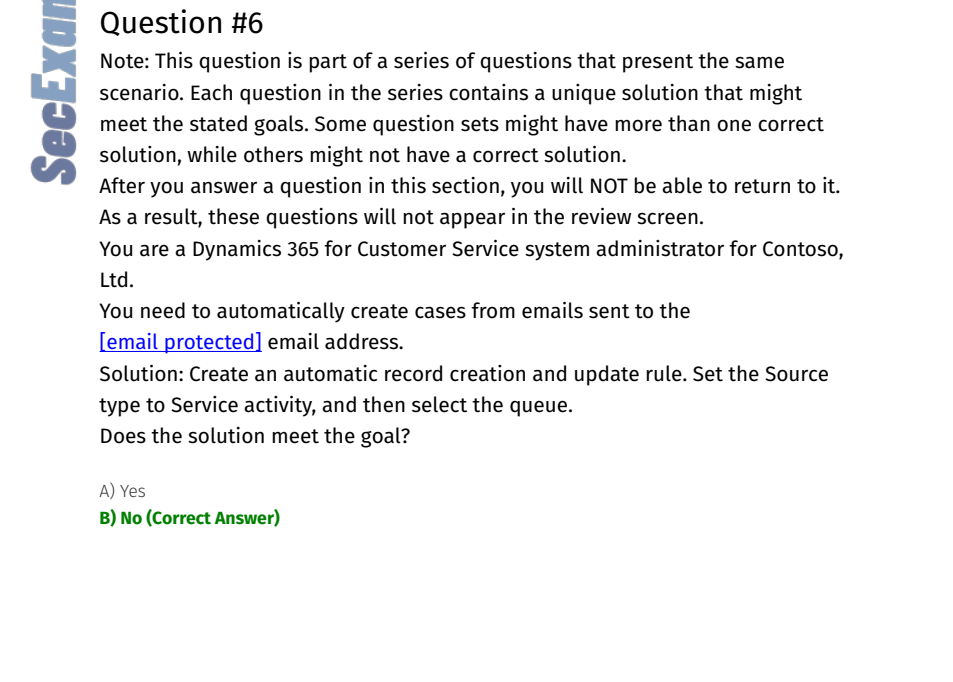 Question #6
Note: This question is part of a series of questions that present the same
scenario. Each question in the series contains a unique solution that might
meet the stated goals. Some question sets might have more than one correct
solution, while others might not have a correct solution.
After you answer a question in this section, you will NOT be able to return to it.
As a result, these questions will not appear in the review screen.
You are a Dynamics 365 for Customer Service system administrator for Contoso,
Ltd.
You need to automatically create cases from emails sent to the
[email protected] email address.
Solution: Create an automatic record creation and update rule. Set the Source
type to Service activity, and then select the queue.
Does the solution meet the goal?
A) Yes
B) No (Correct Answer)
SecExam